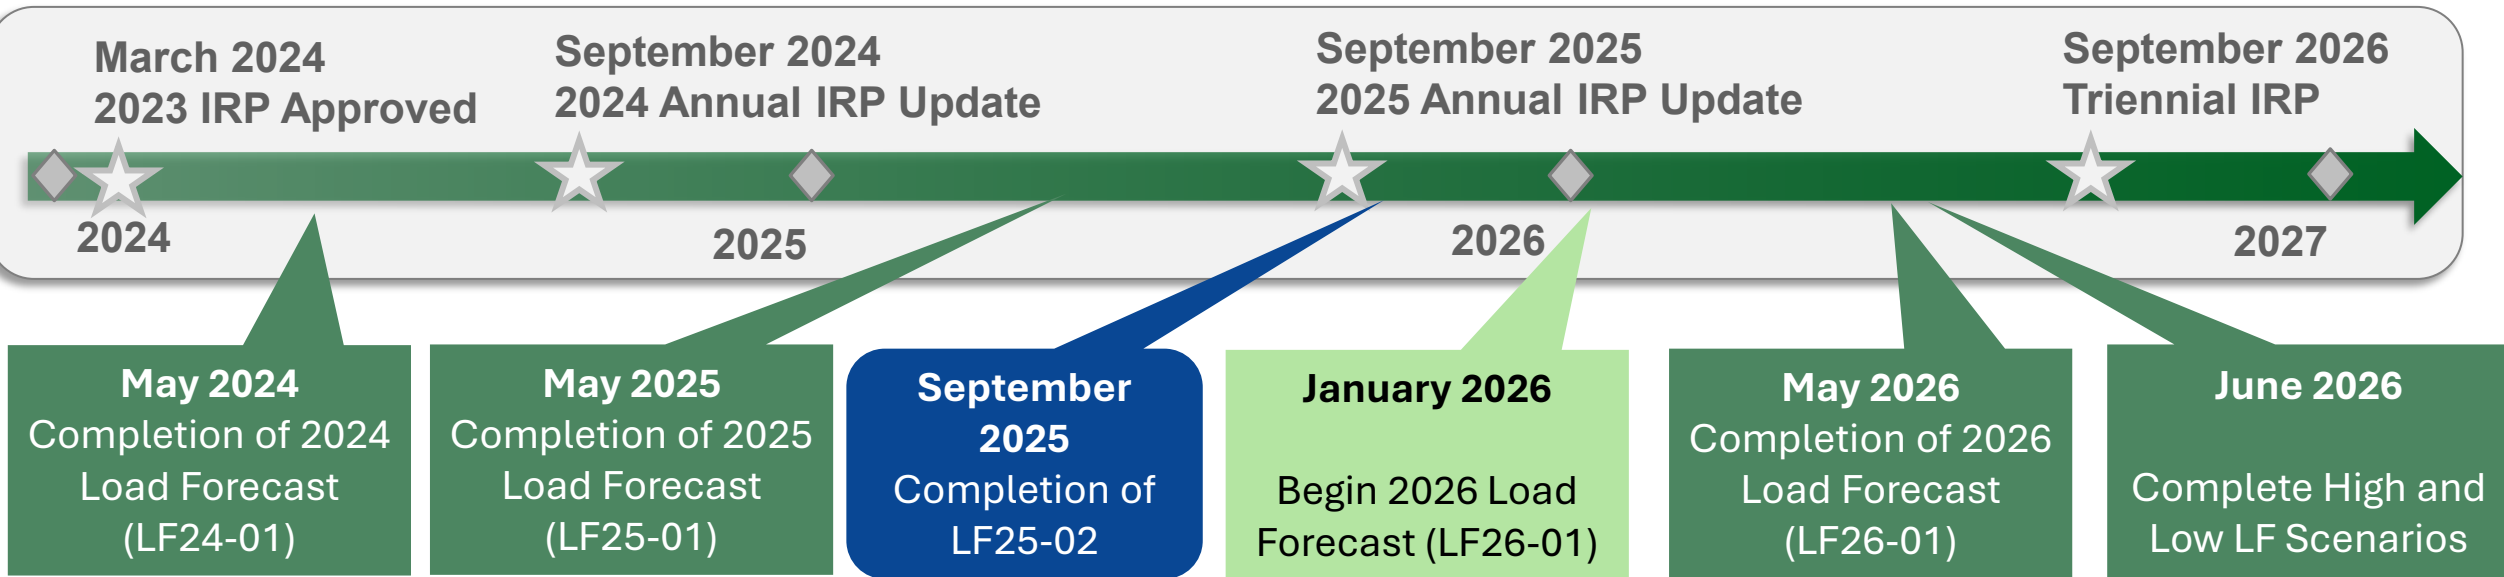 March 2024
2023 IRP Approved
September 2024
2024 Annual IRP Update
September 2025
2025 Annual IRP Update
September 2026
Triennial IRP
2024
2025
2026
2027
May 2024
Completion of 2024
Load Forecast
(LF24-01)
May 2025
Completion of 2025
Load Forecast
(LF25-01)
September
2025
Completion of
LF25-02
January 2026
Begin 2026 Load
Forecast (LF26-01)
May 2026
Completion of 2026
Load Forecast
(LF26-01)
June 2026
Complete High and
Low LF Scenarios